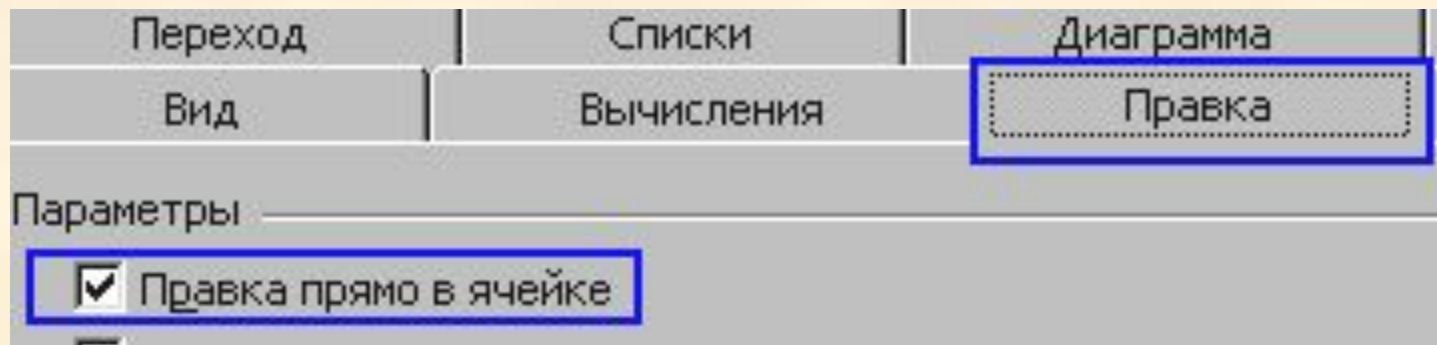 Переход Списки Диаграмма
Вид Вычисления Правка
Параметры
Правка прямо в ячейке